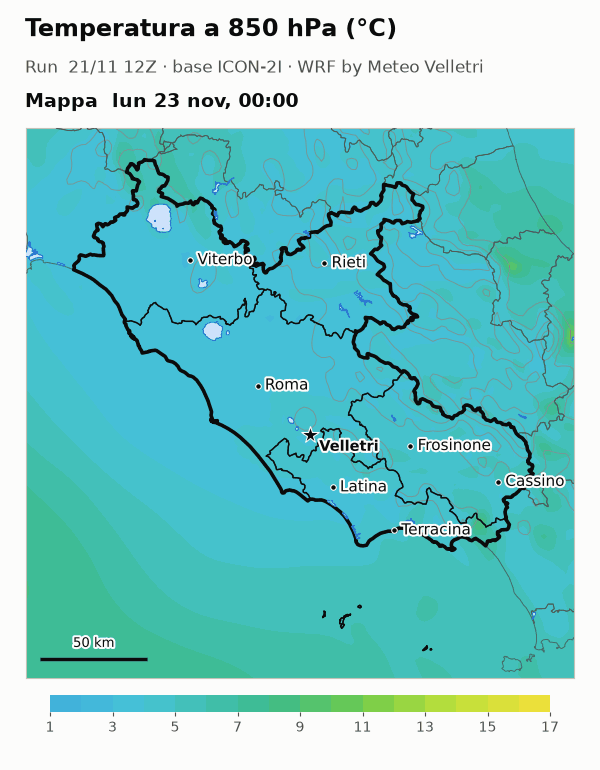 Temperatura a 850 hPa (°C)
Run 21/11 12Z · base ICON-2I · WRF by Meteo Velletri
Mappa lun 23 nov, 00:00
Viterbo
Rieti
Roma
Velletri
Frosinone
Cassino
Latina
Terracina
50 km
1 3 5 7 9 11 13 15 17